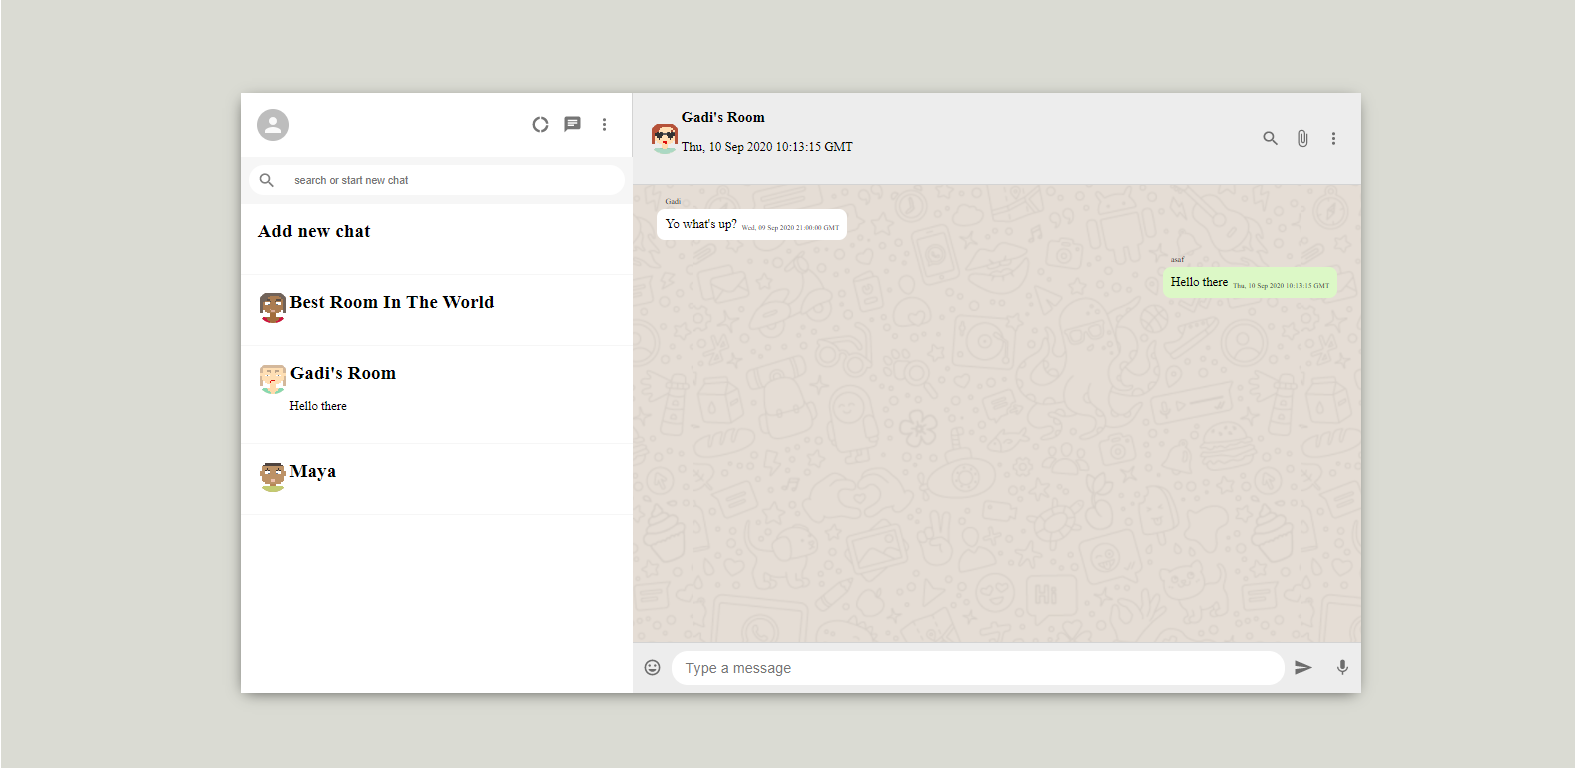 search or start new chat
Add new chat
Best Room In The World
Gadi's Room
Hello there
Maya
Gadi's Room
Thu, 10 Sep 2020 10:13:15 GMT
Gadi
Yo what's up? Wed, 09 Sep 2020 21:00:00 GMT
asaf
Hello there Thu, 10 Sep 2020 10:13:15 GMT
Hi
Type a message